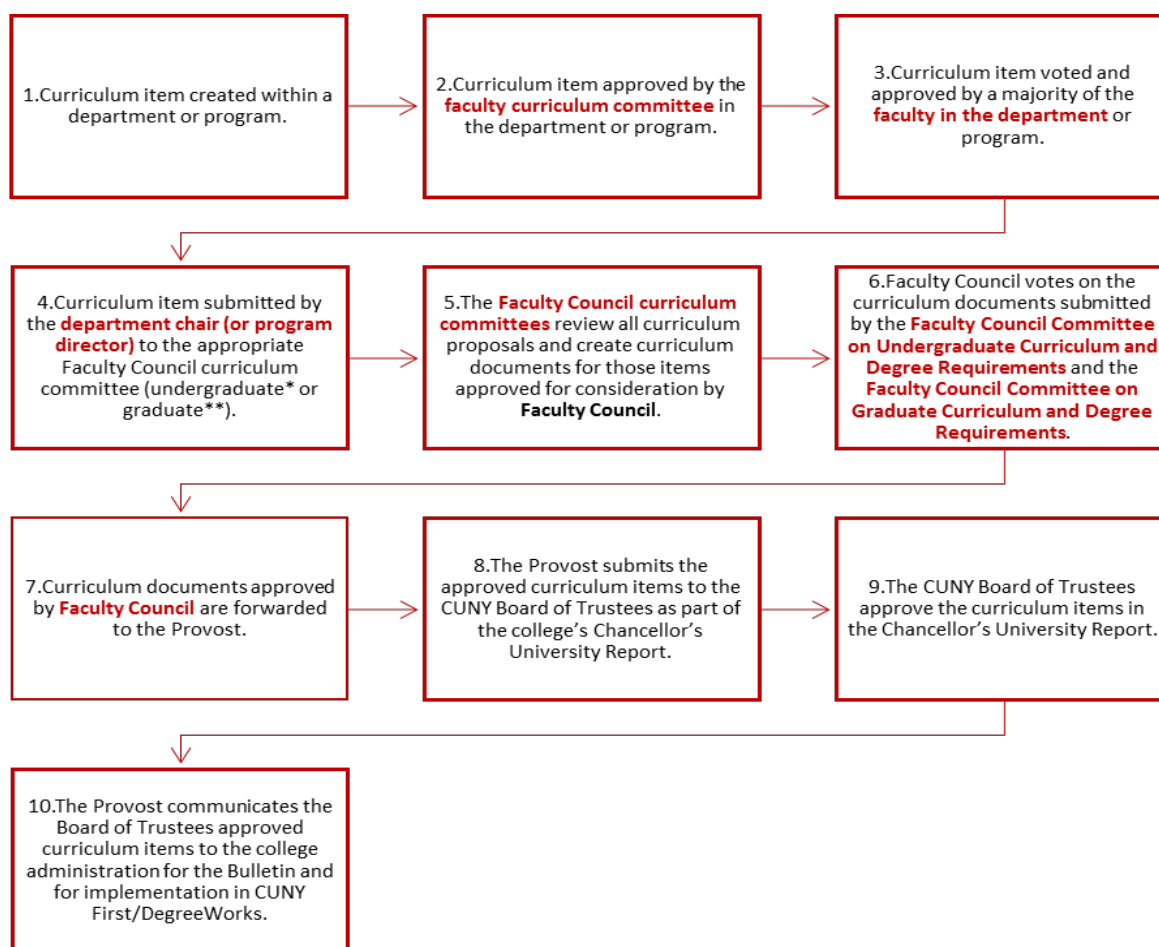 1.Curriculum item created within a
department or program.
2.Curriculum item approved by the
faculty curriculum committee in
the department or program.
3.Curriculum item voted and
approved by a majority of the
faculty in the department or
program.
4.Curriculum item submitted by
the department chair (or program
director) to the appropriate
Faculty Council curriculum
committee (undergraduate* or
graduate**).
5.The Faculty Council curriculum
committees review all curriculum
proposals and create curriculum
documents for those items
approved for consideration by
Faculty Council.
6.Faculty Council votes on the
curriculum documents submitted
by the Faculty Council Committee
on Undergraduate Curriculum and
Degree Requirements and the
Faculty Council Committee on
Graduate Curriculum and Degree
Requirements.
7.Curriculum documents approved
by Faculty Council are forwarded
to the Provost.
8.The Provost submits the
approved curriculum items to the
CUNY Board of Trustees as part of
the college’s Chancellor’s
University Report.
9.The CUNY Board of Trustees
approve the curriculum items in
the Chancellor’s University Report.
10.The Provost communicates the
Board of Trustees approved
curriculum items to the college
administration for the Bulletin and
for implementation in CUNY
First/DegreeWorks.